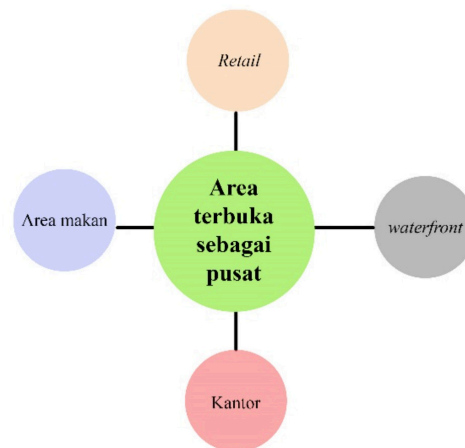 Retail
Area makan
Area
terbuka
sebagai
pusat
waterfront
Kantor